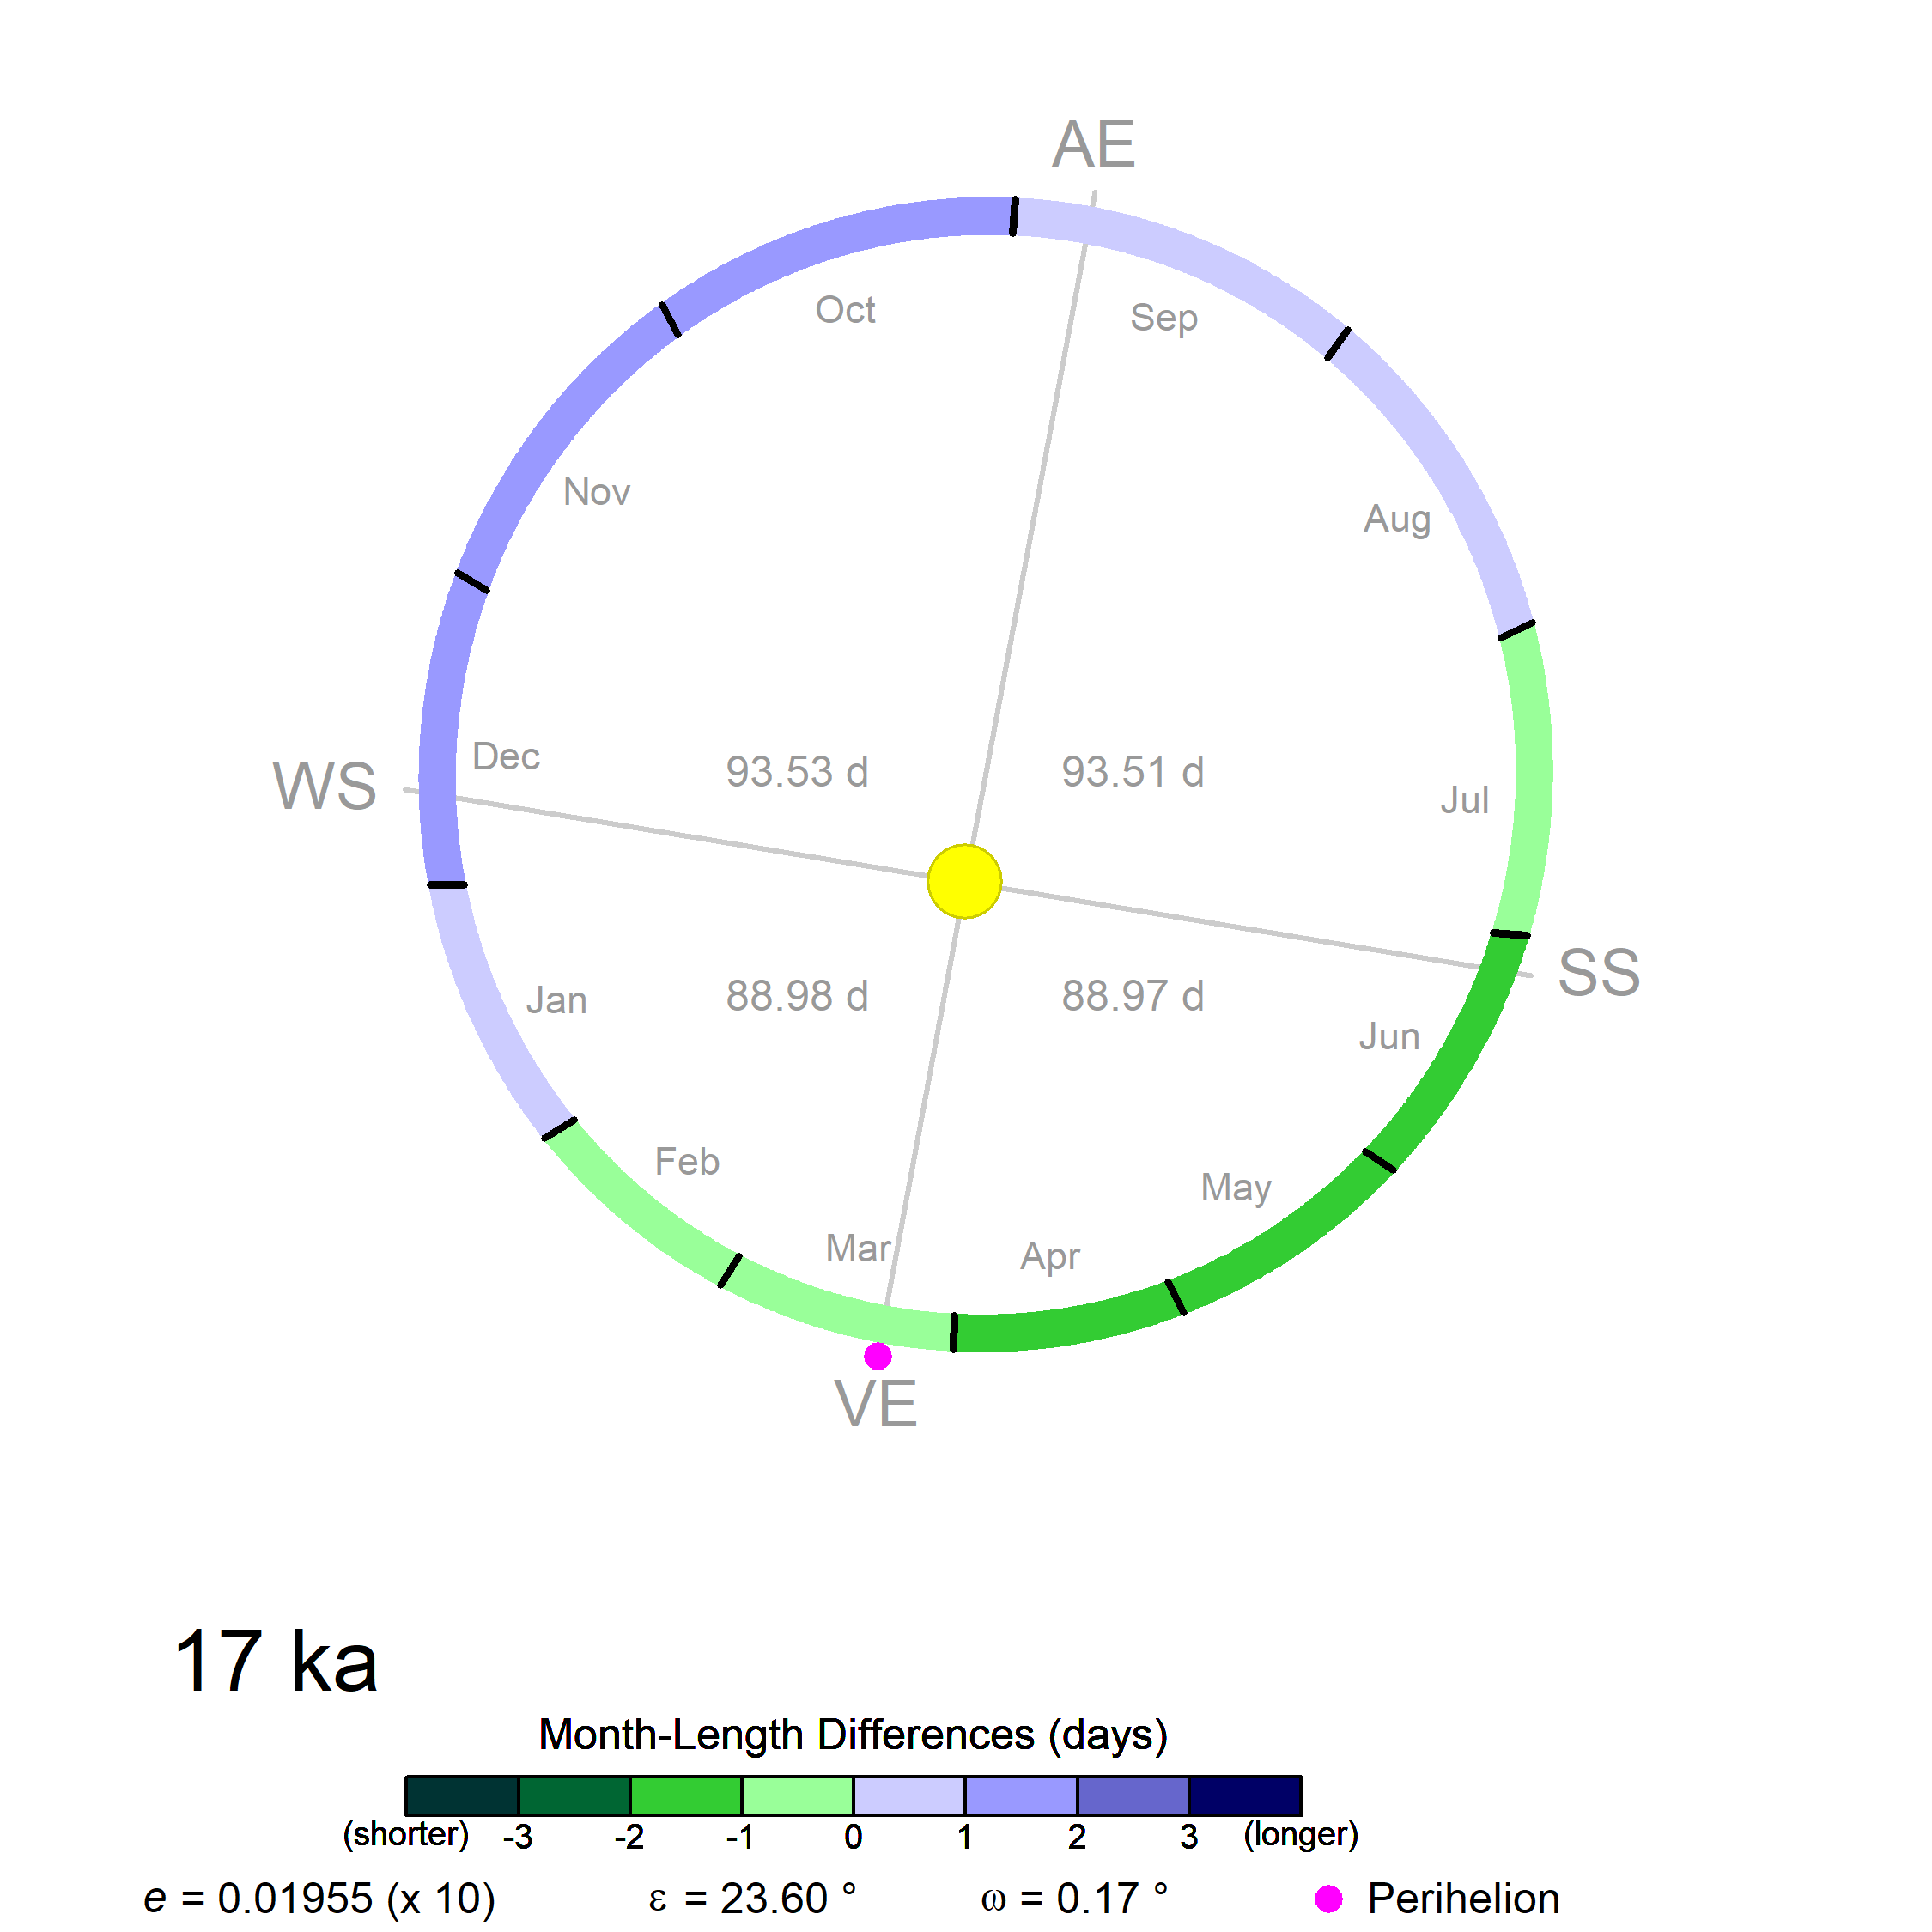 AE
Oct
Sep
Nov
Aug
WS
Dec
93.53 d
93.51 d
Jul
SS
Jan
88.98 d
88.97 d
Jun
Feb
May
Mar
Apr
VE
17 ka
Month-Length Differences (days)
(shorter) -3 -2 -1 0 1 2 3 (longer)
e = 0.01955 (x 10) ε = 23.60 ° ω = 0.17 ° Perihelion